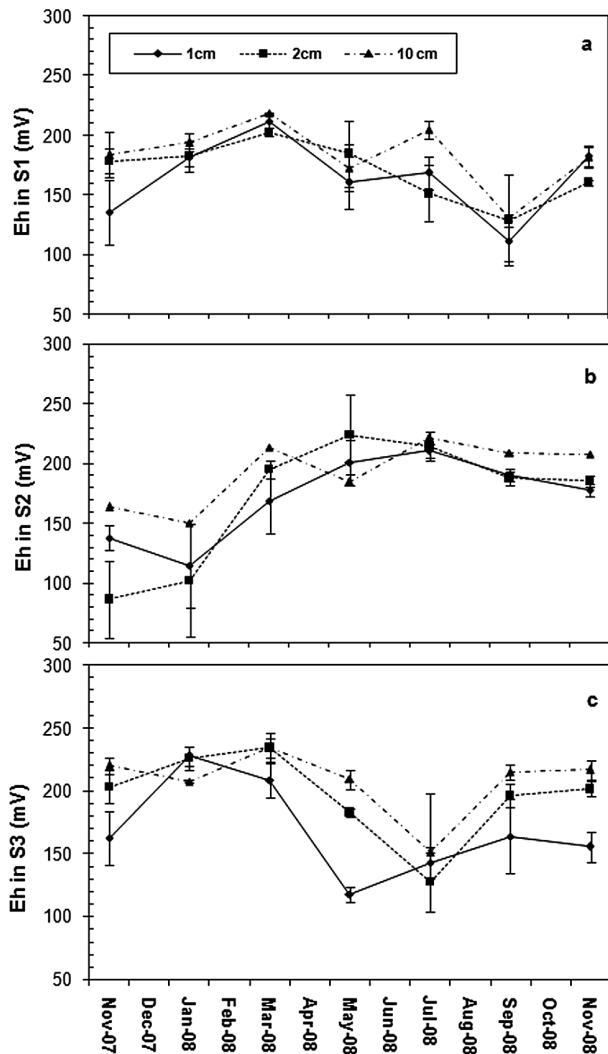 300
250
200
150
100
50
Eh in S1 (mV)
1cm 2cm 10 cm
a
300
250
200
150
100
50
Eh in S2 (mV)
b
300
250
200
150
100
50
Eh in S3 (mV)
c
Nov-07
Dec-07
Jan-08
Feb-08
Mar-08
Apr-08
May-08
Jun-08
Jul-08
Aug-08
Sep-08
Oct-08
Nov-08